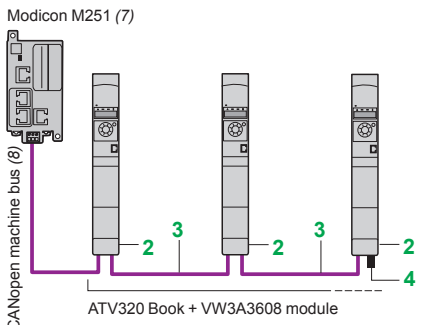 Modicon M251 (7)
CANopen machine bus (8)
2
3
2
3
2
4
ATV320 Book + VW3A3608 module